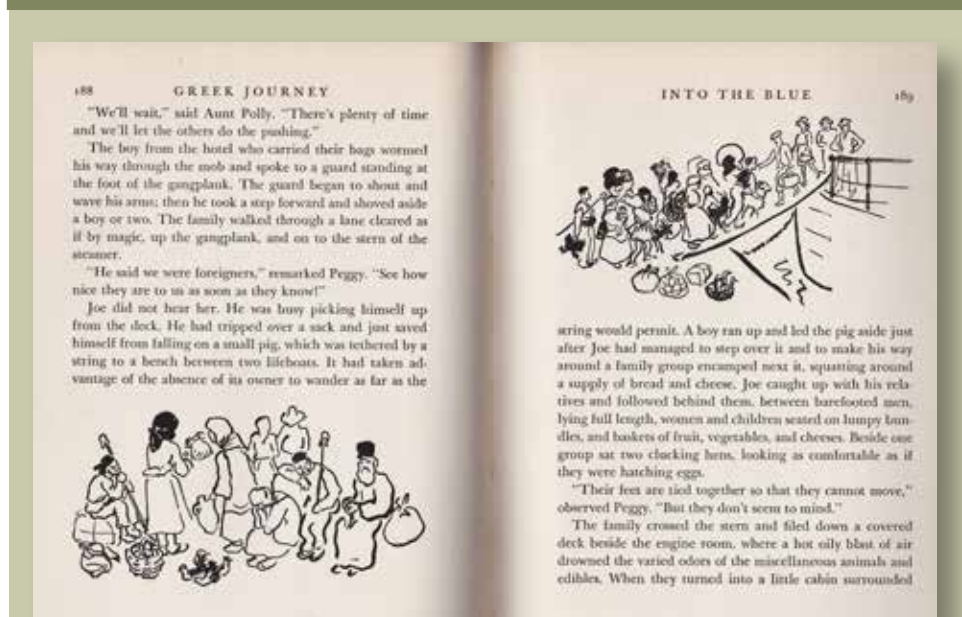 188 GREEK JOURNEY
"We'll wait," said Aunt Polly. "There's plenty of time
and we'll let the others do the pushing."
The boy from the hotel who carried their bags wormed
his way through the mob and spoke to a guard standing at
the foot of the gangplank. The guard began to shout and
wave his arms; then he took a step forward and shoved aside
a boy or two. The family walked through a lane cleared as
if by magic, up the gangplank, and on to the stern of the
steamer.
"He said we were foreigners," remarked Peggy. "See how
nice they are to us as soon as they know!"
Joe did not hear her. He was busy picking himself up
from the deck. He had tripped over a sack and just saved
himself from falling on a small pig, which was tethered by a
string to a bench between two lifeboats. It had taken ad-
vantage of the absence of its owner to wander as far as the
INTO THE BLUE 189
string would permit. A boy ran up and led the pig aside just
after Joe had managed to step over it and to make his way
around a family group encamped next it, squatting around
a supply of bread and cheese. Joe caught up with his rela-
tives and followed behind them, between barefooted men,
lying full length, women and children seated on lumpy bun-
dles, and baskets of fruit, vegetables, and cheeses. Beside one
group sat two clucking hens, looking as comfortable as if
they were hatching eggs.
"Their feet are tied together so that they cannot move,"
observed Peggy. "But they don't seem to mind."
The family crossed the stern and filed down a covered
deck beside the engine room, where a hot oily blast of air
drowned the varied odors of the miscellaneous animals and
edibles. When they turned into a little cabin surrounded